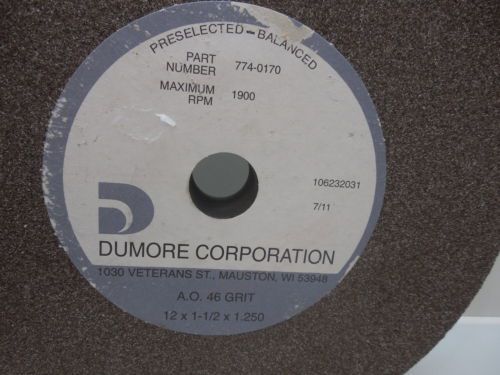 PRESELECTED - BALANCED
PART NUMBER 774-0170
MAXIMUM RPM 1900
106232031
7/11
DUMORE CORPORATION
1030 VETERANS ST., MAUSTON, WI 53948
A.O. 46 GRIT
12 x 1-1/2 x 1.250